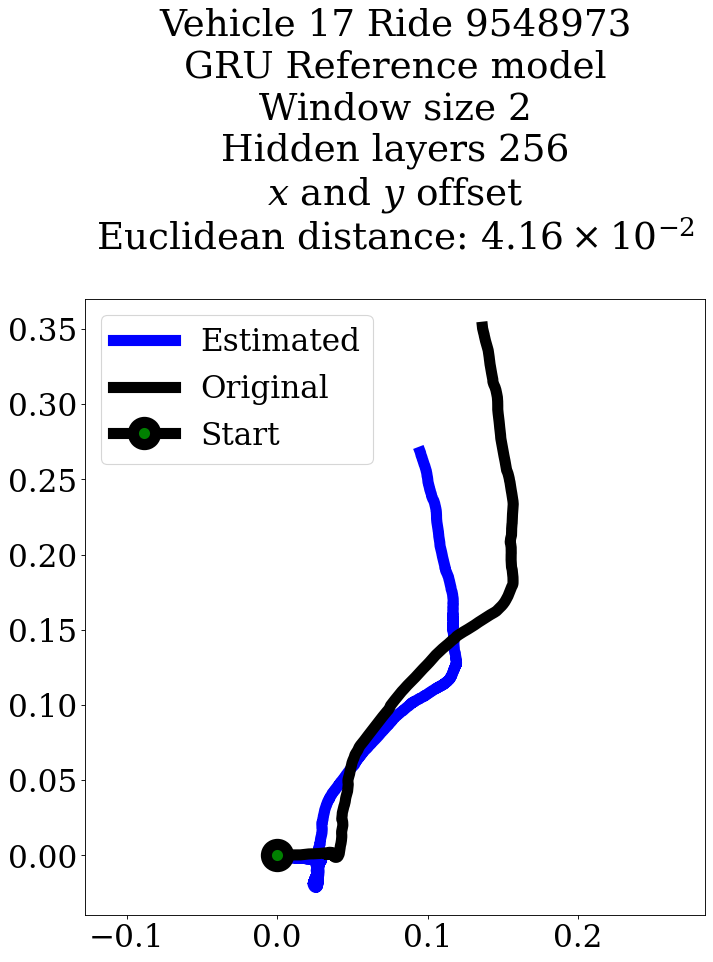 Vehicle 17 Ride 9548973
GRU Reference model
Window size 2
Hidden layers 256
x and y offset
Euclidean distance: 4.16 × 10⁻²
Estimated
Original
Start
0.35
0.30
0.25
0.20
0.15
0.10
0.05
0.00
−0.1 0.0 0.1 0.2